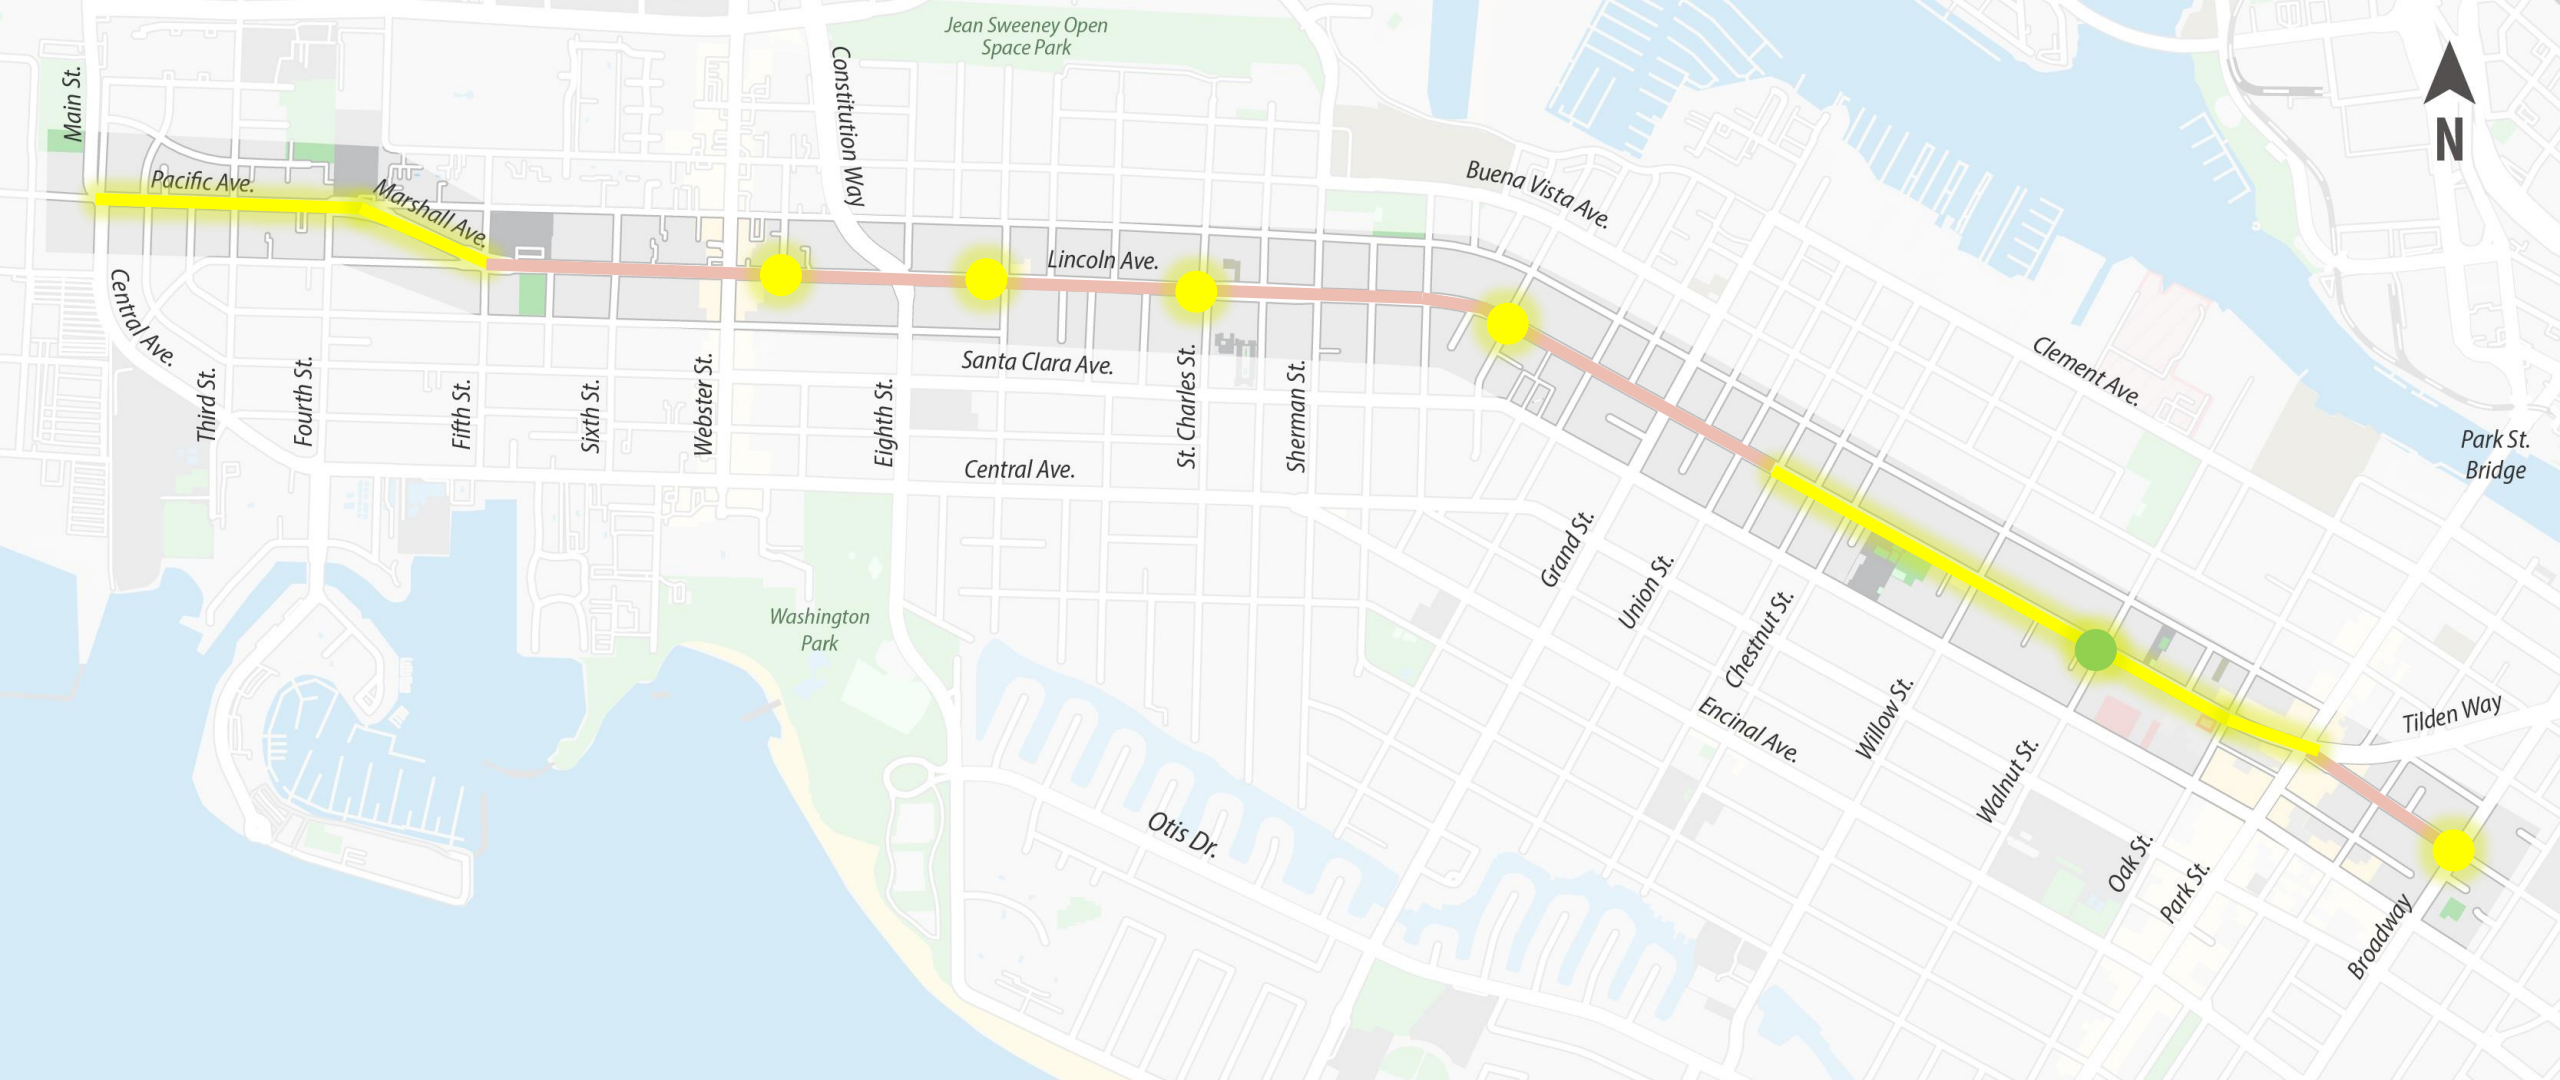 Jean Sweeney Open
Space Park
Main St.
Constitution Way
N
Pacific Ave.
Marshall Ave.
Buena Vista Ave.
Lincoln Ave.
Central Ave.
Santa Clara Ave.
Clement Ave.
Third St.
Fourth St.
Fifth St.
Sixth St.
Webster St.
Eighth St.
St. Charles St.
Sherman St.
Park St.
Bridge
Central Ave.
Grand St.
Union St.
Chestnut St.
Washington
Park
Encinal Ave.
Willow St.
Walnut St.
Tilden Way
Otis Dr.
Oak St.
Park St.
Broadway